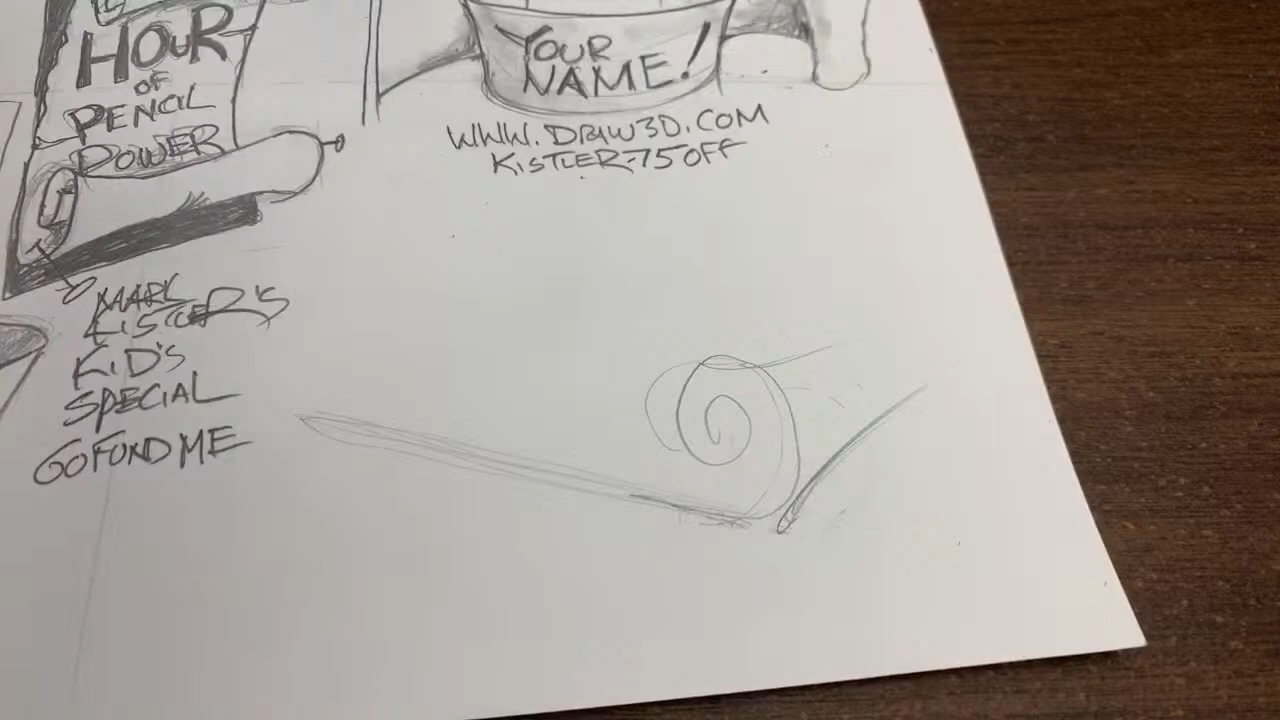 HOUR
OF
PENCIL
POWER
YOUR
NAME!
WWW.DRAW3D.COM
KISTLER-75OFF
MARK
KISTLER'S
KID'S
SPECIAL
GOFUNDME